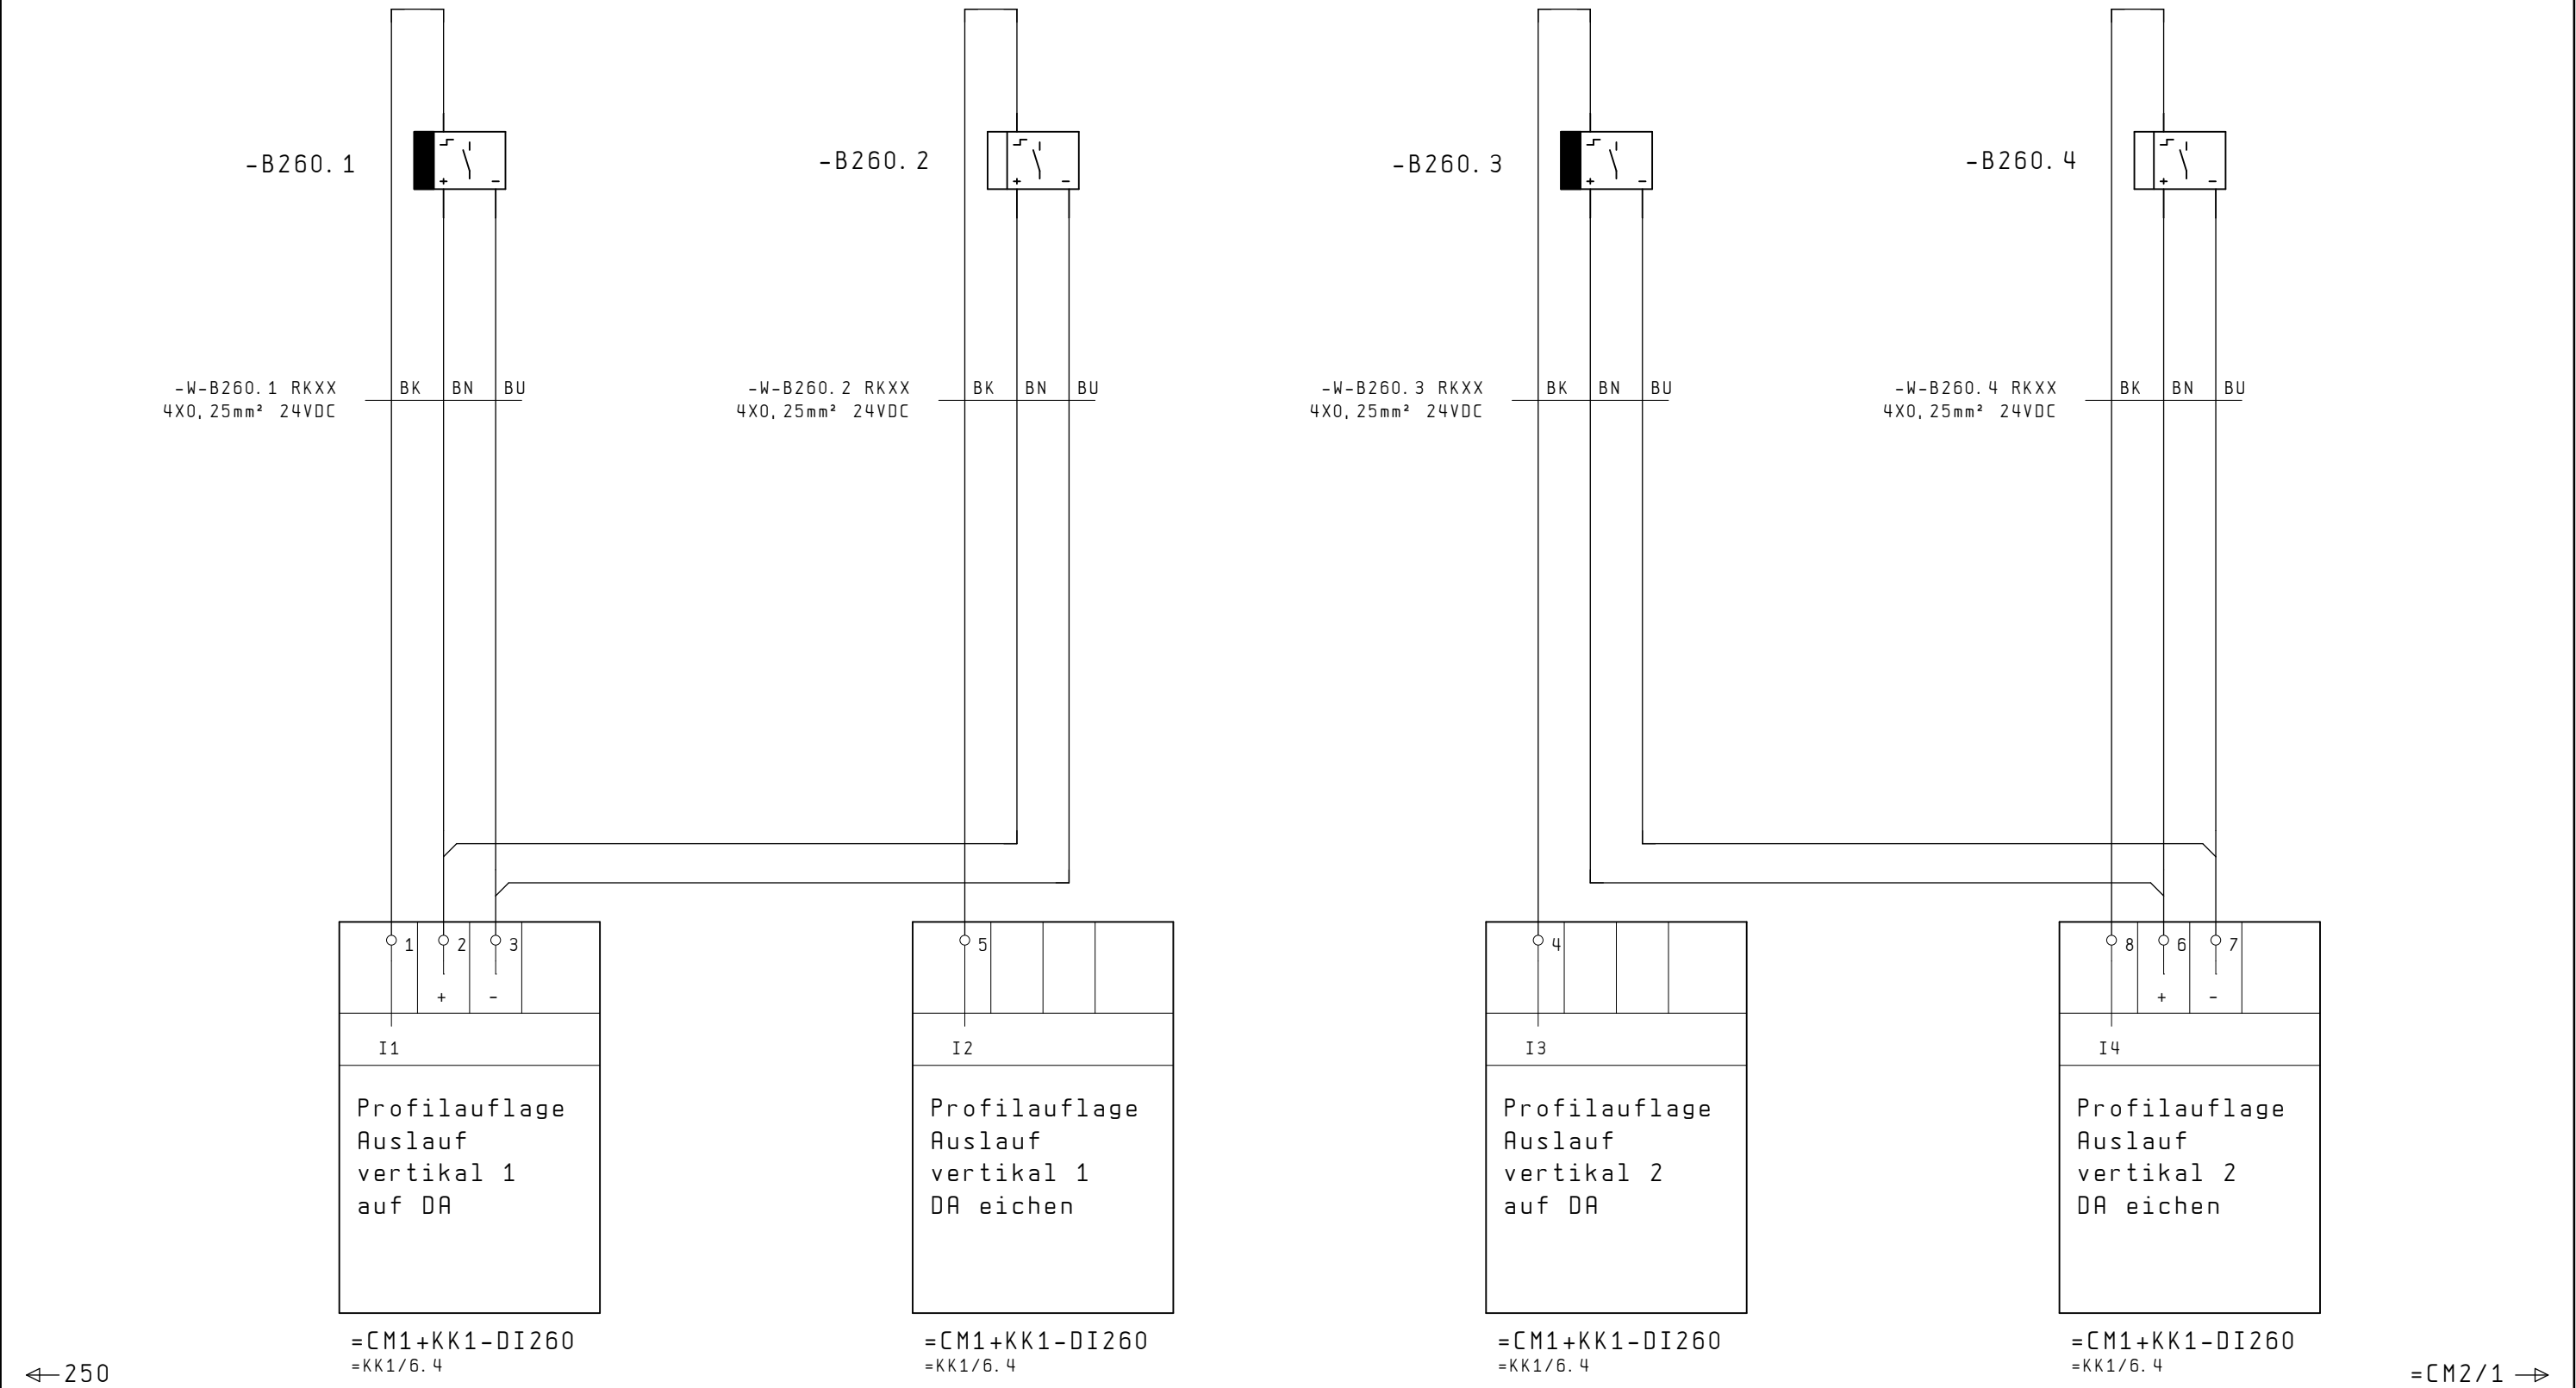 -B260.1
-B260.2
-B260.3
-B260.4
-W-B260.1 RKXX
4X0,25mm² 24VDC
BK BN BU
-W-B260.2 RKXX
4X0,25mm² 24VDC
BK BN BU
-W-B260.3 RKXX
4X0,25mm² 24VDC
BK BN BU
-W-B260.4 RKXX
4X0,25mm² 24VDC
BK BN BU
1 2 3
+ -
I1
Profilauflage
Auslauf
vertikal 1
auf DA
=CM1+KK1-DI260
=KK1/6.4
5
I2
Profilauflage
Auslauf
vertikal 1
DA eichen
=CM1+KK1-DI260
=KK1/6.4
4
I3
Profilauflage
Auslauf
vertikal 2
auf DA
=CM1+KK1-DI260
=KK1/6.4
8 6 7
+ -
I4
Profilauflage
Auslauf
vertikal 2
DA eichen
=CM1+KK1-DI260
=KK1/6.4
250
=CM2/1